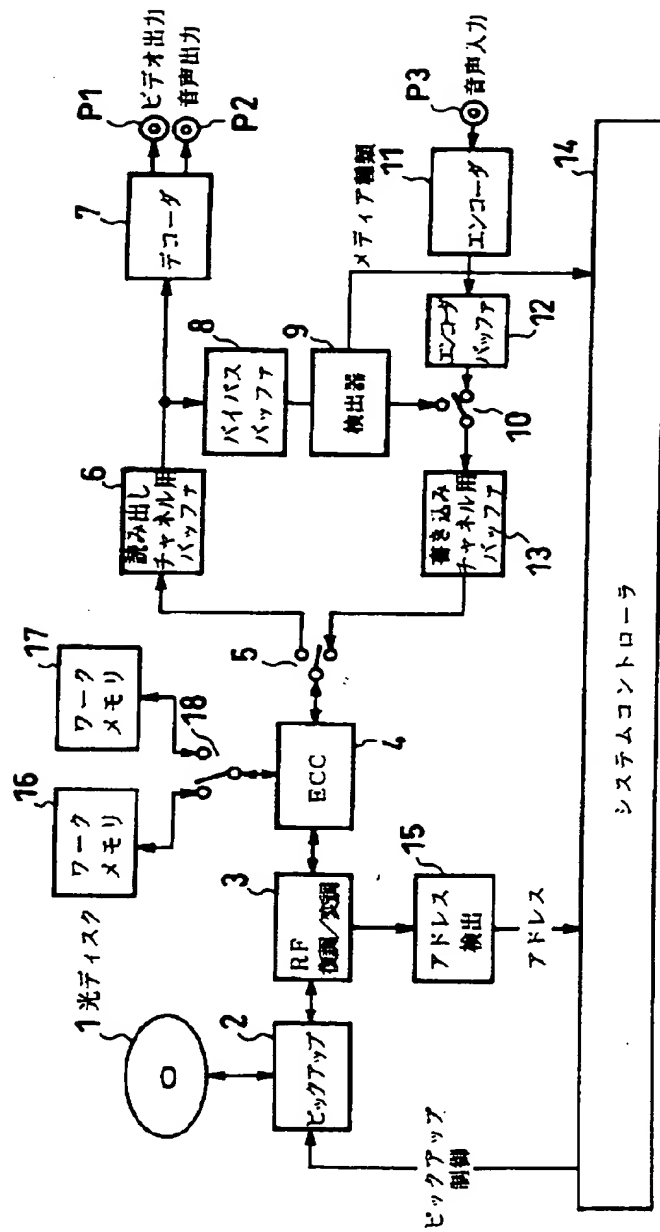 17
ワーク
メモリ
16
ワーク
メモリ
18
5
1 光ディスク
2
ピックアップ
3
RF
復調/変調
ECC
4
15
アドレス
検出
アドレス
ピックアップ
制御
6
読み出し
チャネル用
バッファ
7
デコーダ
P1
ビデオ出力
音声出力
P2
8
バイパス
バッファ
9
検出器
メディア種類
10
書き込み
チャネル用
バッファ
13
エンコーダ
バッファ
12
11
エンコーダ
P3
音声入力
14
システムコントローラ